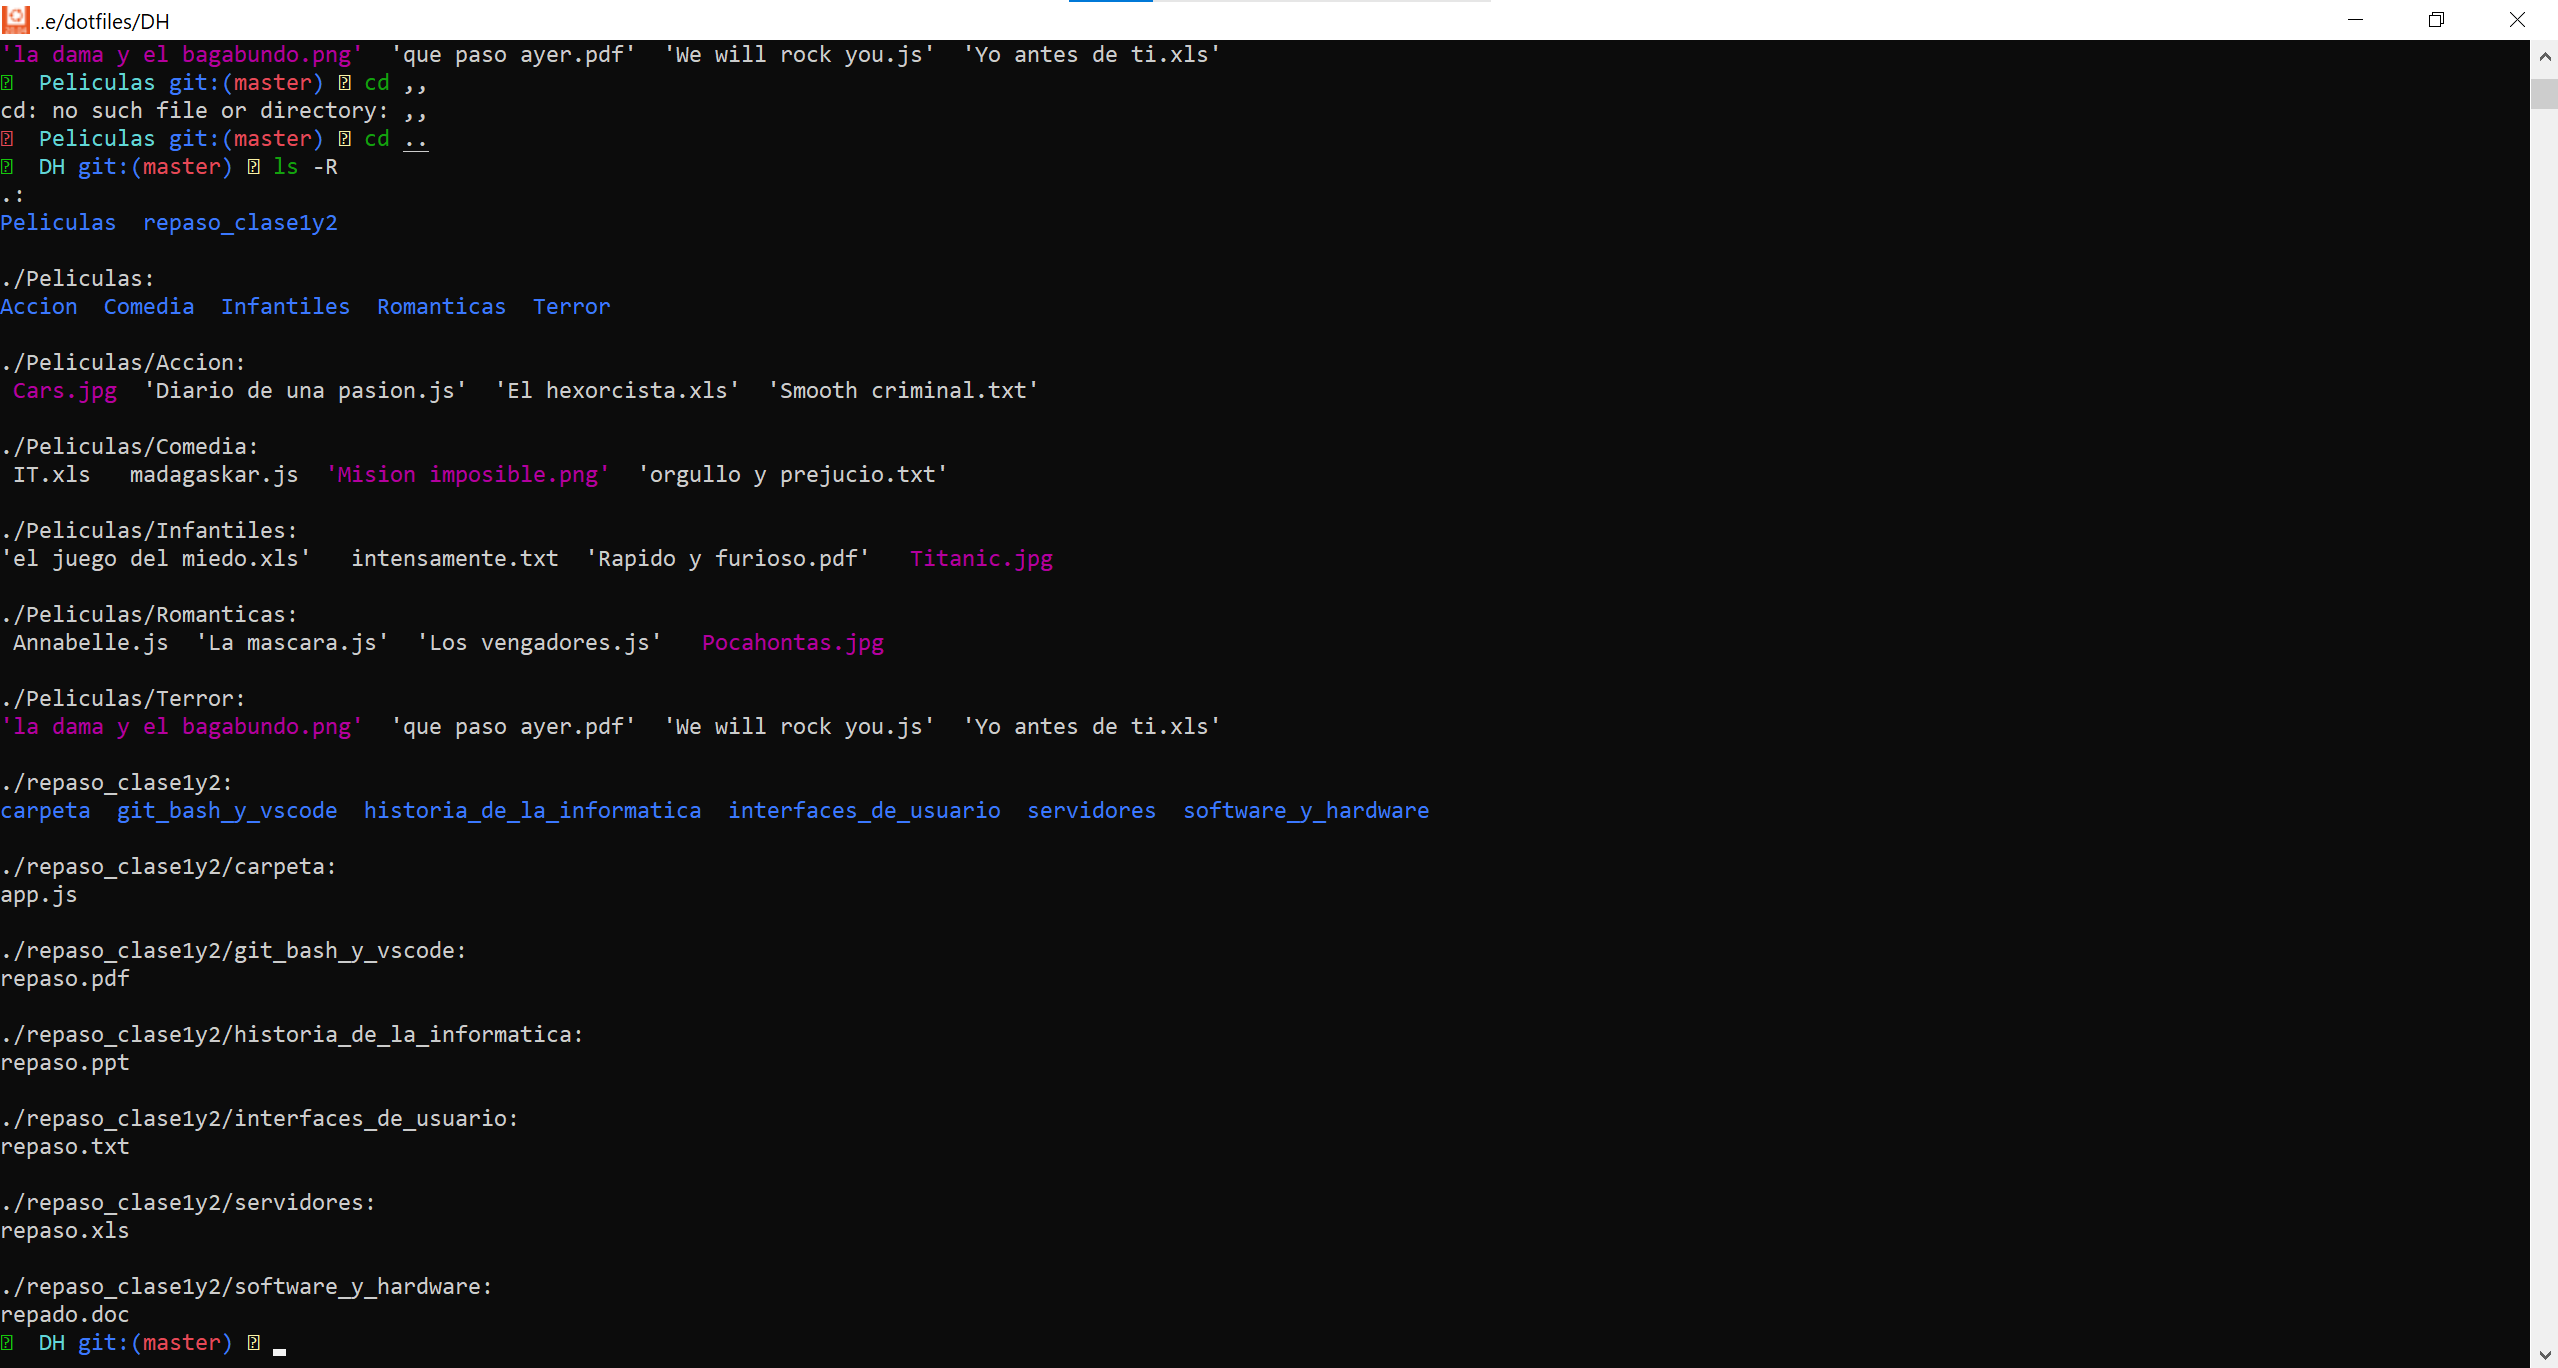 ..e/dotfiles/DH
'la dama y el bagabundo.png'  'que paso ayer.pdf'  'We will rock you.js'  'Yo antes de ti.xls'
Peliculas git:(master) cd ,,
cd: no such file or directory: ,,
Peliculas git:(master) cd ..
DH git:(master) ls -R
.:
Peliculas  repaso_clase1y2
./Peliculas:
Accion  Comedia  Infantiles  Romanticas  Terror
./Peliculas/Accion:
Cars.jpg  'Diario de una pasion.js'  'El hexorcista.xls'  'Smooth criminal.txt'
./Peliculas/Comedia:
IT.xls   madagaskar.js  'Mision imposible.png'  'orgullo y prejucio.txt'
./Peliculas/Infantiles:
'el juego del miedo.xls'   intensamente.txt  'Rapido y furioso.pdf'   Titanic.jpg
./Peliculas/Romanticas:
Annabelle.js  'La mascara.js'  'Los vengadores.js'   Pocahontas.jpg
./Peliculas/Terror:
'la dama y el bagabundo.png'  'que paso ayer.pdf'  'We will rock you.js'  'Yo antes de ti.xls'
./repaso_clase1y2:
carpeta  git_bash_y_vscode  historia_de_la_informatica  interfaces_de_usuario  servidores  software_y_hardware
./repaso_clase1y2/carpeta:
app.js
./repaso_clase1y2/git_bash_y_vscode:
repaso.pdf
./repaso_clase1y2/historia_de_la_informatica:
repaso.ppt
./repaso_clase1y2/interfaces_de_usuario:
repaso.txt
./repaso_clase1y2/servidores:
repaso.xls
./repaso_clase1y2/software_y_hardware:
repado.doc
DH git:(master)